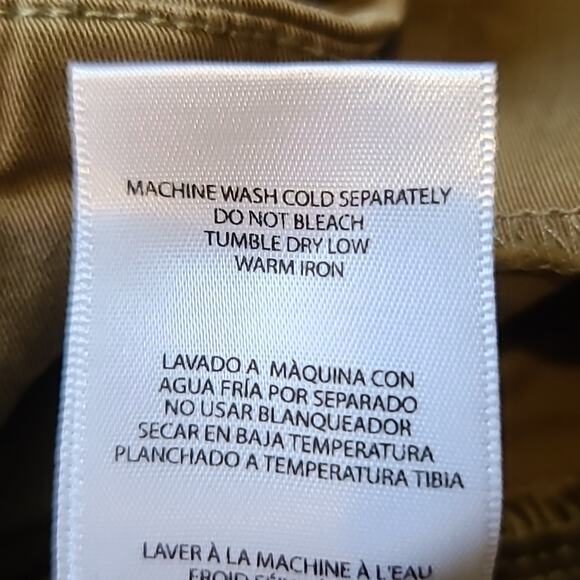 MACHINE WASH COLD SEPARATELY
DO NOT BLEACH
TUMBLE DRY LOW
WARM IRON
LAVADO A MÀQUINA CON
AGUA FRÍA POR SEPARADO
NO USAR BLANQUEADOR
SECAR EN BAJA TEMPERATURA
PLANCHADO A TEMPERATURA TIBIA
LAVER À LA MACHINE À L'EAU
FROID